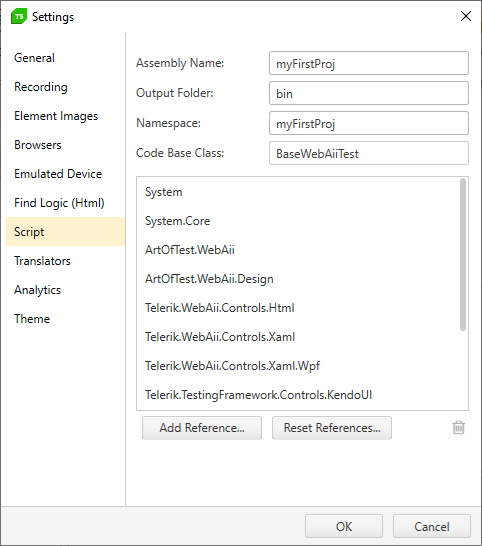 TS Settings
General
Recording
Element Images
Browsers
Emulated Device
Find Logic (Html)
Script
Translators
Analytics
Theme
Assembly Name: myFirstProj
Output Folder: bin
Namespace: myFirstProj
Code Base Class: BaseWebAiiTest
System
System.Core
ArtOfTest.WebAii
ArtOfTest.WebAii.Design
Telerik.WebAii.Controls.Html
Telerik.WebAii.Controls.Xaml
Telerik.WebAii.Controls.Xaml.Wpf
Telerik.TestingFramework.Controls.KendoUI
Add Reference... Reset References...
OK Cancel